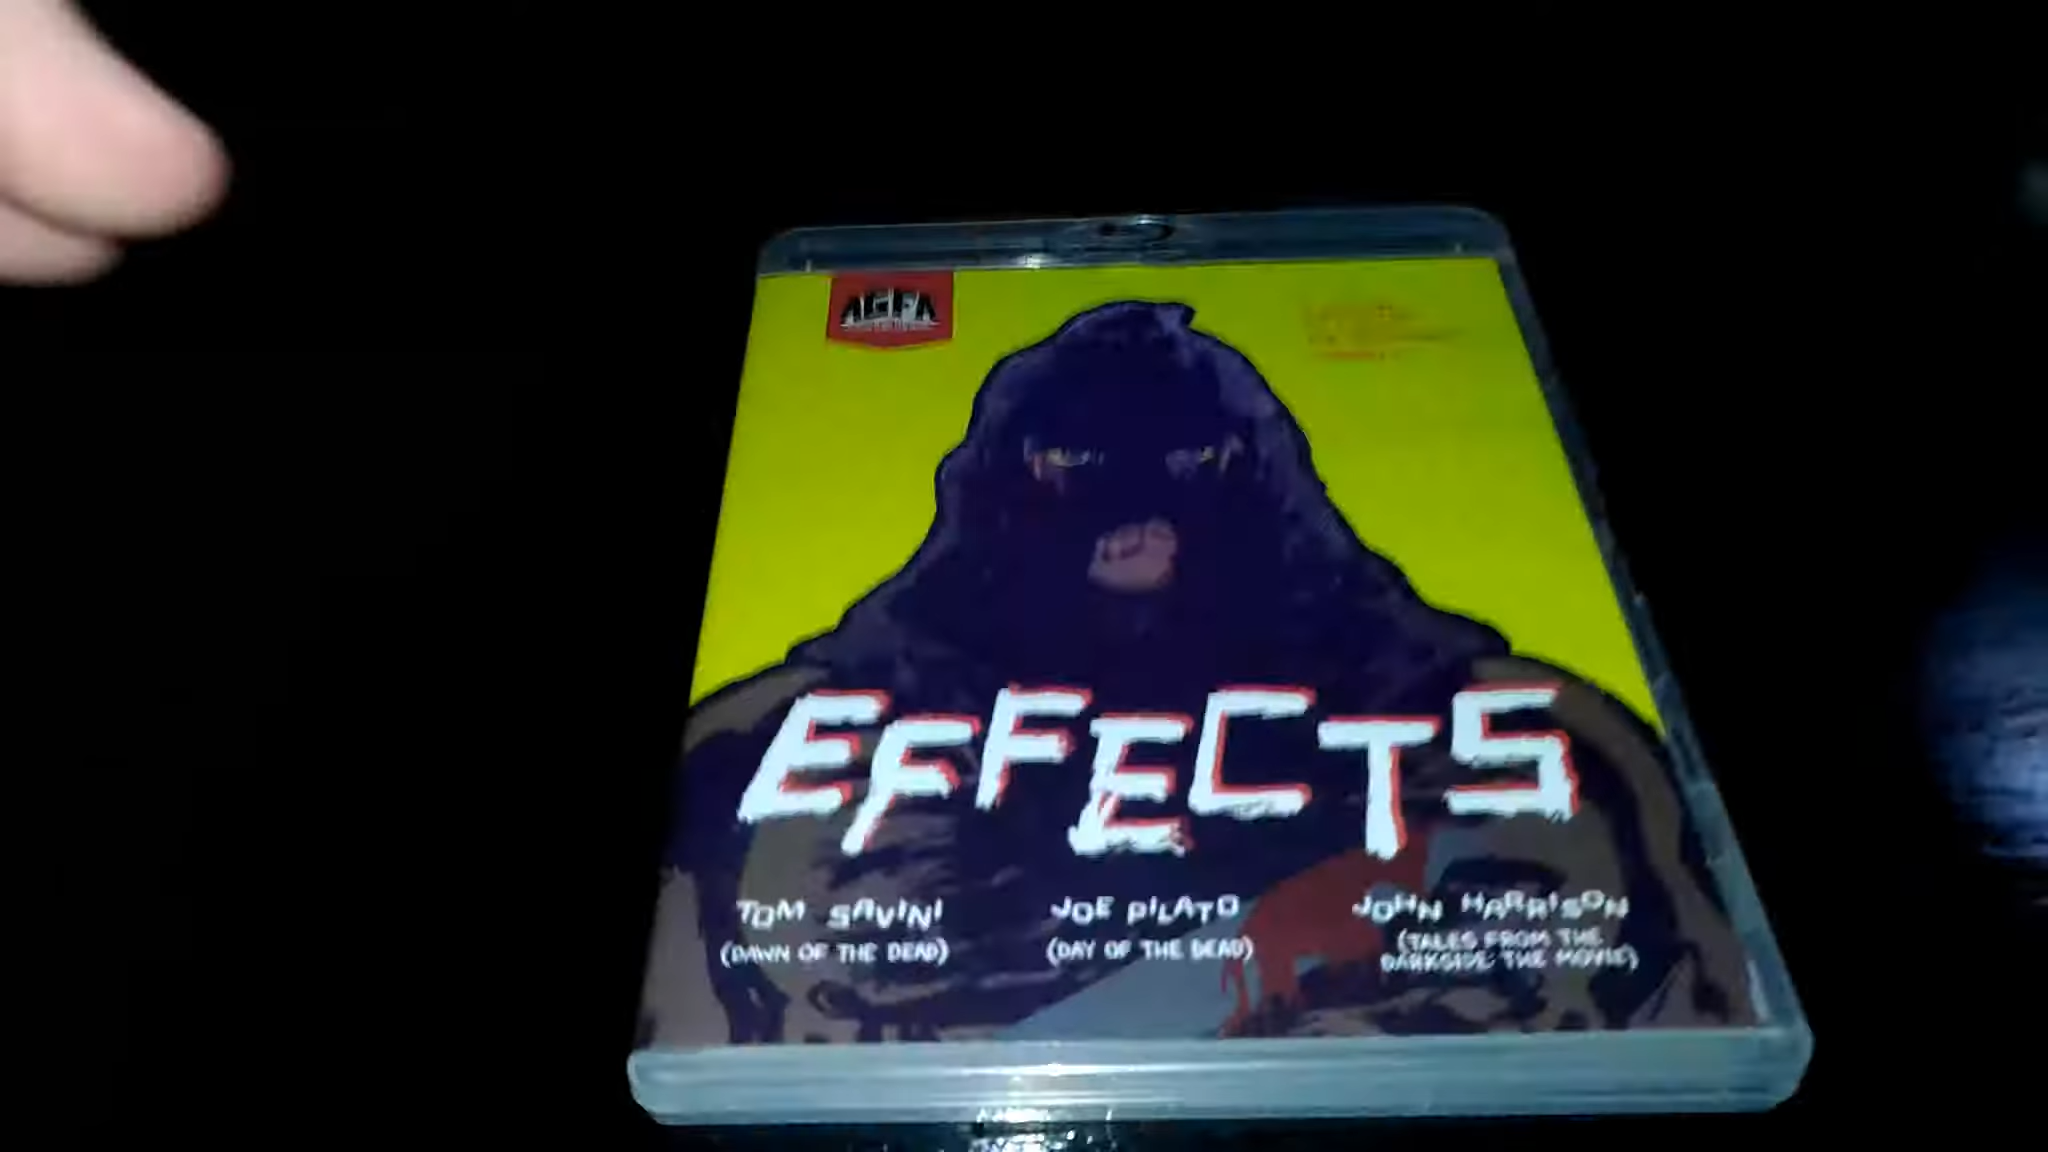 AGFA
EFFECTS
TOM SAVINI
(DAWN OF THE DEAD)
JOE PILATO
(DAY OF THE DEAD)
JOHN HARRISON
(TALES FROM THE
DARKSIDE: THE MOVIE)